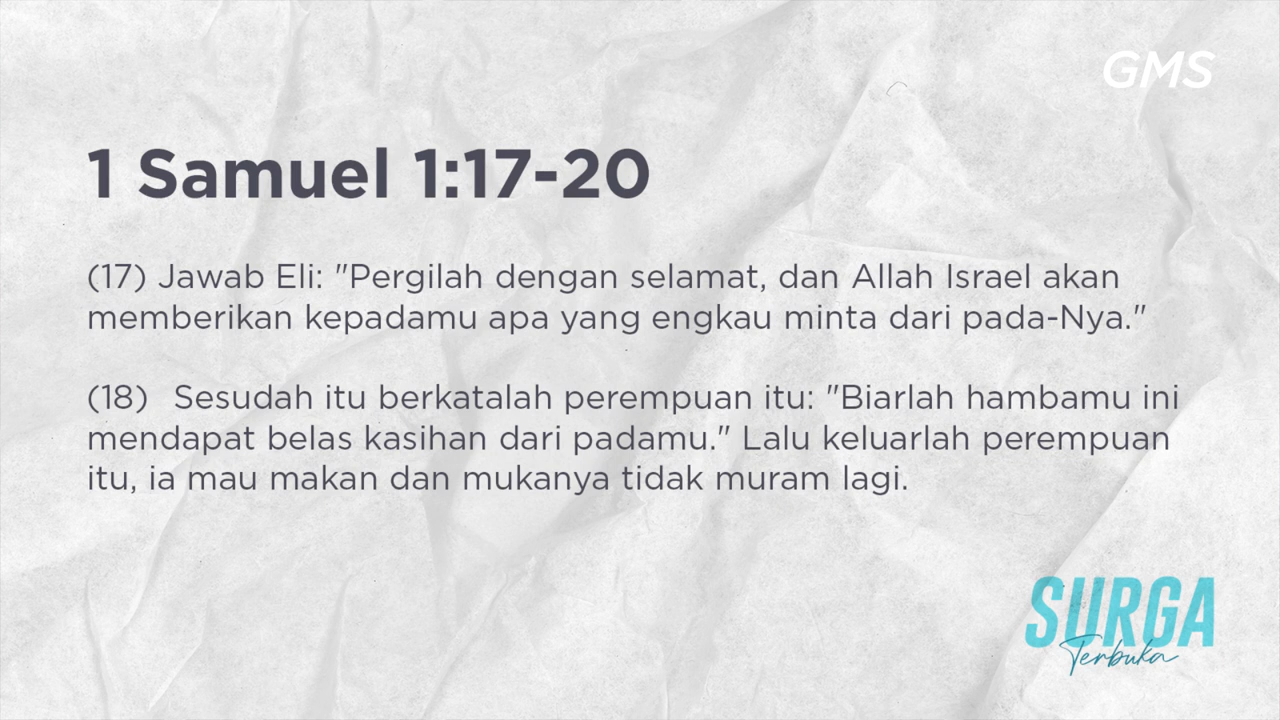 GMS
1 Samuel 1:17-20
(17) Jawab Eli: "Pergilah dengan selamat, dan Allah Israel akan
memberikan kepadamu apa yang engkau minta dari pada-Nya."
(18) Sesudah itu berkatalah perempuan itu: "Biarlah hambamu ini
mendapat belas kasihan dari padamu." Lalu keluarlah perempuan
itu, ia mau makan dan mukanya tidak muram lagi.
SURGA
Terbuka